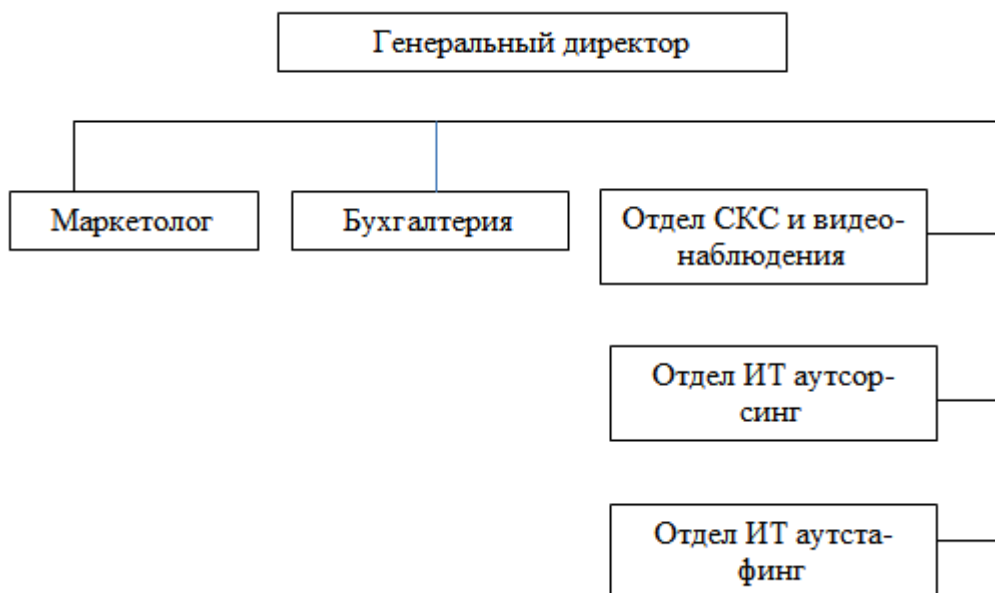 Генеральный директор
Маркетолог
Бухгалтерия
Отдел СКС и видео-
наблюдения
Отдел ИТ аутсор-
синг
Отдел ИТ аутста-
финг